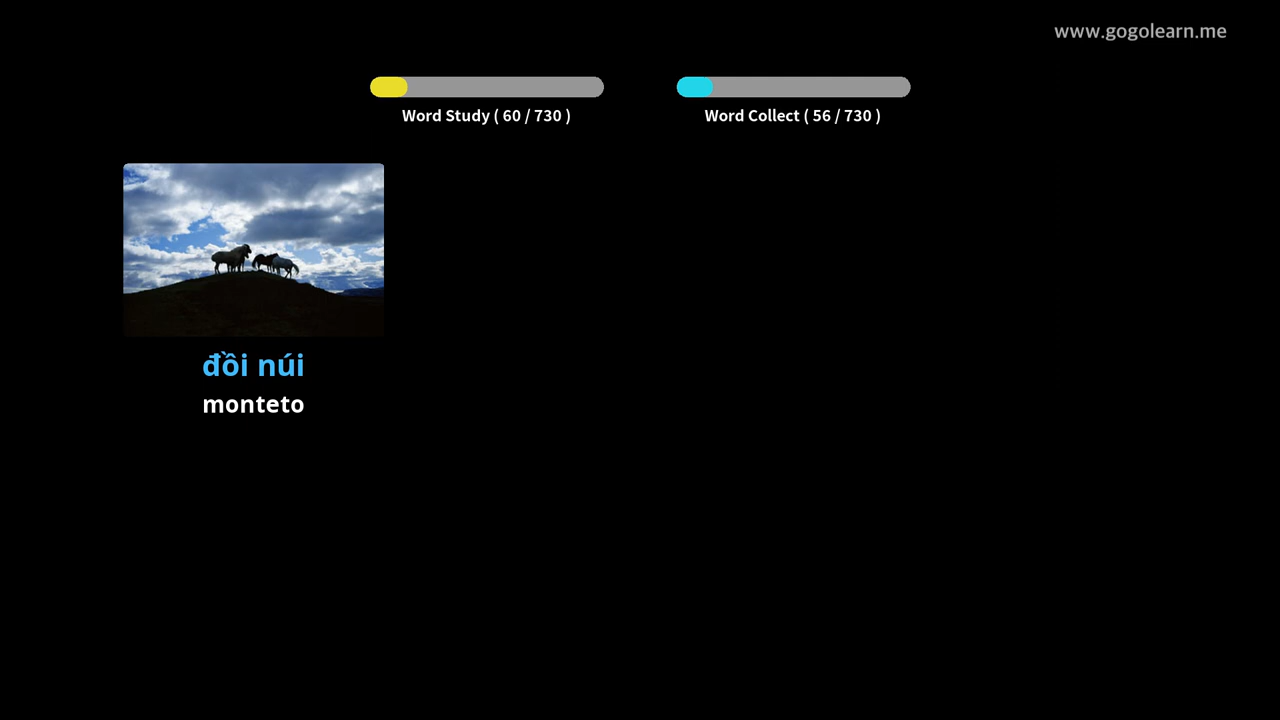 www.gogolearn.me
Word Study ( 60 / 730 )
Word Collect ( 56 / 730 )
đồi núi
monteto